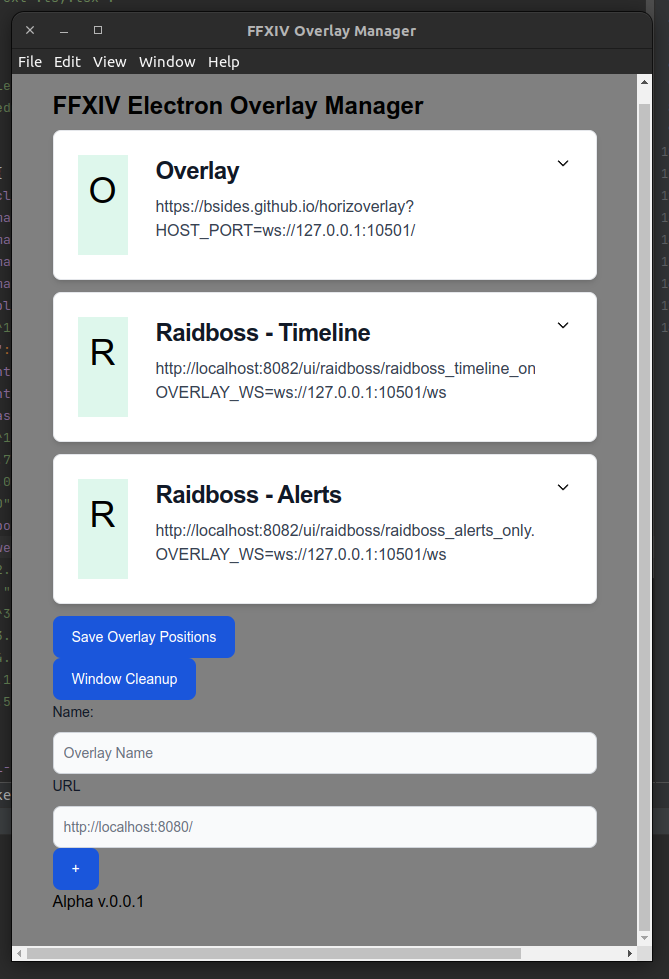 FFXIV Overlay Manager
File Edit View Window Help
FFXIV Electron Overlay Manager
O
Overlay
https://bsides.github.io/horizoverlay?
HOST_PORT=ws://127.0.0.1:10501/
R
Raidboss - Timeline
http://localhost:8082/ui/raidboss/raidboss_timeline_on
OVERLAY_WS=ws://127.0.0.1:10501/ws
R
Raidboss - Alerts
http://localhost:8082/ui/raidboss/raidboss_alerts_only.
OVERLAY_WS=ws://127.0.0.1:10501/ws
Save Overlay Positions
Window Cleanup
Name:
Overlay Name
URL
http://localhost:8080/
+
Alpha v.0.0.1